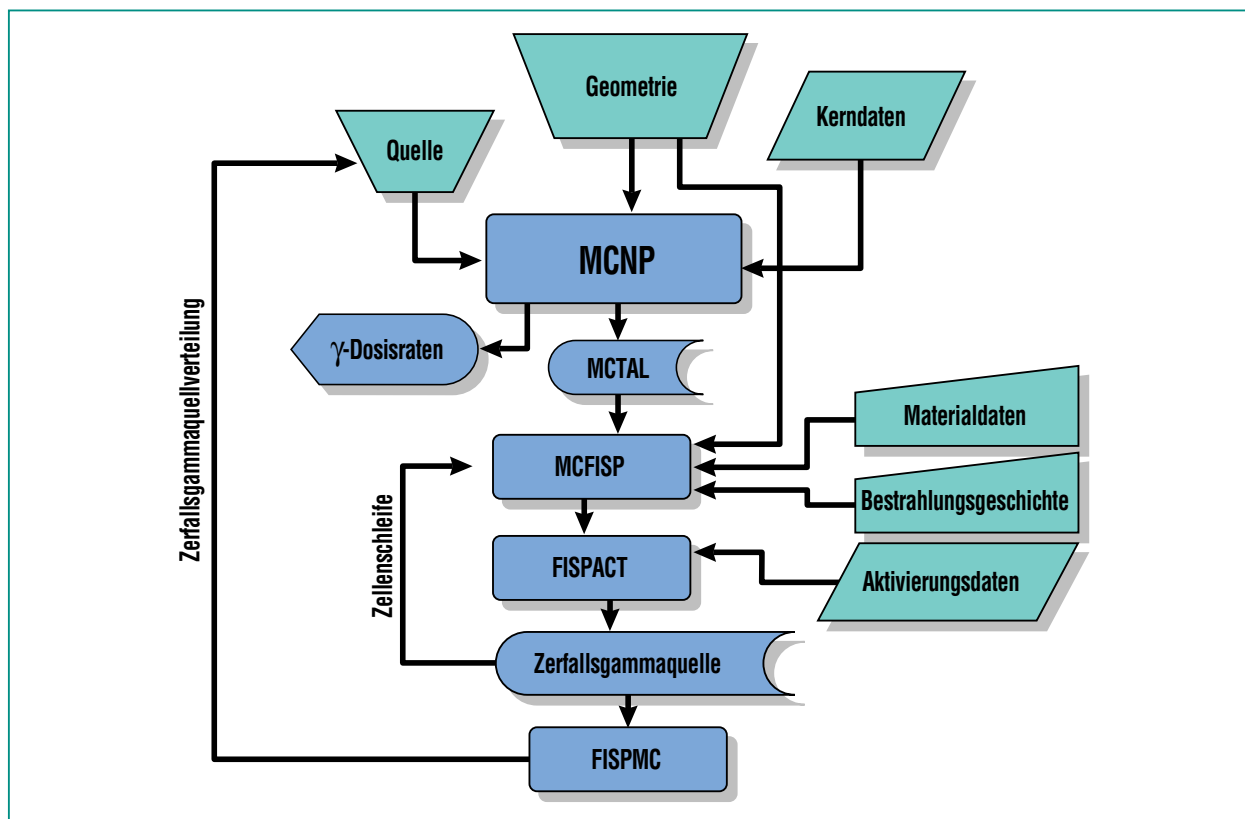 Geometrie
Kerndaten
Quelle
MCNP
γ-Dosisraten
MCTAL
Materialdaten
MCFISP
Bestrahlungsgeschichte
FISPACT
Aktivierungsdaten
Zerfallsgammaquelle
FISPMC
Zerfallsgammaquellverteilung
Zellenschleife